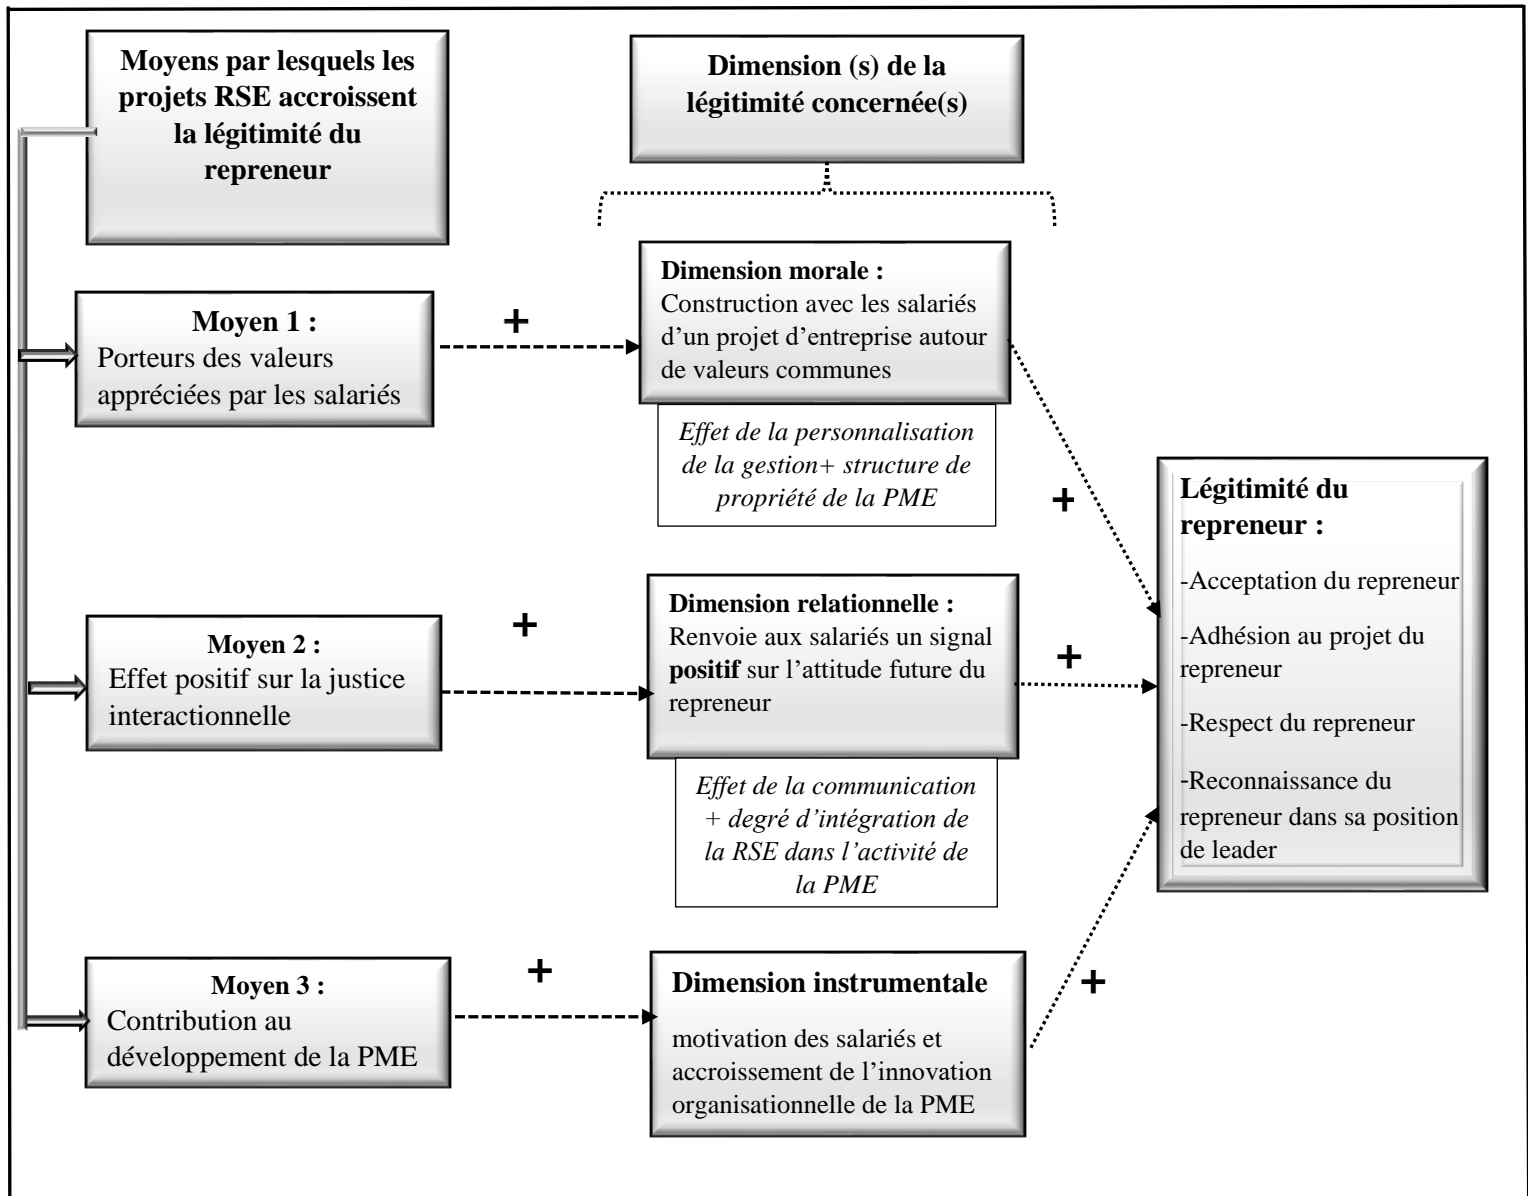 Moyens par lesquels les
projets RSE accroissent
la légitimité du
repreneur
Dimension (s) de la
légitimité concernée(s)
Moyen 1 :
Porteurs des valeurs
appréciées par les salariés
+
Dimension morale :
Construction avec les salariés
d’un projet d’entreprise autour
de valeurs communes
Effet de la personnalisation
de la gestion+ structure de
propriété de la PME
+
Moyen 2 :
Effet positif sur la justice
interactionnelle
+
Dimension relationnelle :
Renvoie aux salariés un signal
positif sur l’attitude future du
repreneur
Effet de la communication
+ degré d’intégration de
la RSE dans l’activité de
la PME
+
Moyen 3 :
Contribution au
développement de la PME
+
Dimension instrumentale
motivation des salariés et
accroissement de l’innovation
organisationnelle de la PME
+
Légitimité du
repreneur :
-Acceptation du repreneur
-Adhésion au projet du
repreneur
-Respect du repreneur
-Reconnaissance du
repreneur dans sa position
de leader